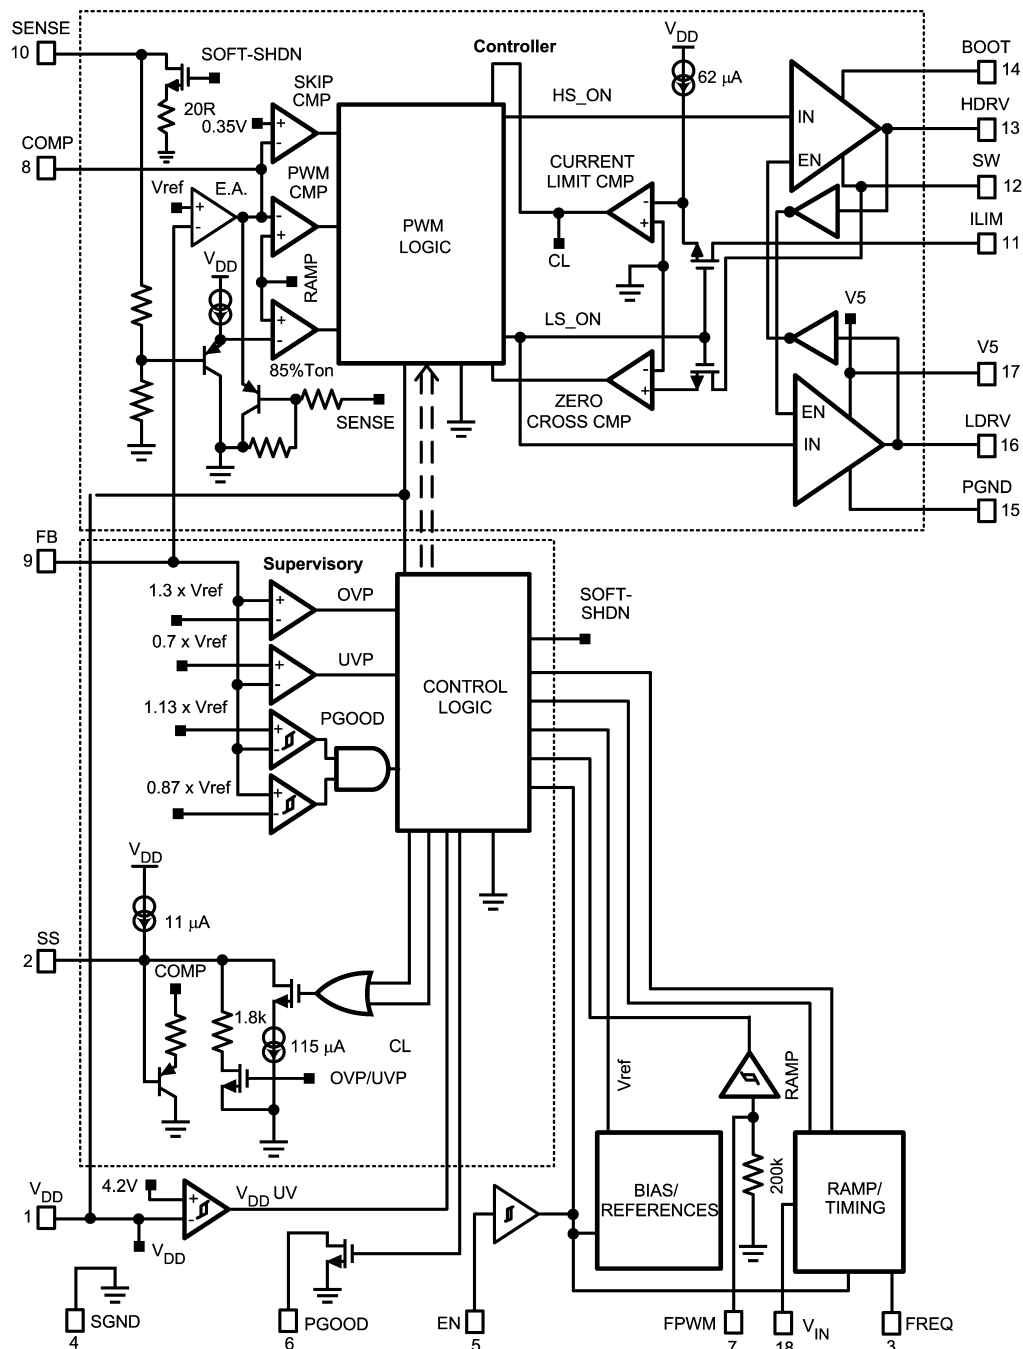 SENSE
10
SOFT-SHDN
20R
SKIP
CMP
0.35V
+
-
Controller
VDD
62 μA
HS_ON
BOOT
14
HDRV
13
IN
EN
SW
12
ILIM
11
COMP
8
Vref
E.A.
+
-
PWM
CMP
-
+
PWM
LOGIC
CURRENT
LIMIT CMP
-
+
CL
VDD
RAMP
+
-
85%Ton
SENSE
LS_ON
-
+
ZERO
CROSS CMP
V5
V5
17
EN
IN
LDRV
16
PGND
15
FB
9
Supervisory
1.3 x Vref
+
-
OVP
0.7 x Vref
+
-
UVP
1.13 x Vref
+
-
PGOOD
0.87 x Vref
+
-
CONTROL
LOGIC
SOFT-
SHDN
VDD
11 μA
SS
2
COMP
1.8k
115 μA
CL
OVP/UVP
Vref
RAMP
200k
BIAS/
REFERENCES
RAMP/
TIMING
VDD
1
4.2V
+
-
VDD UV
VDD
SGND
4
PGOOD
6
EN
5
FPWM
7
VIN
18
FREQ
3